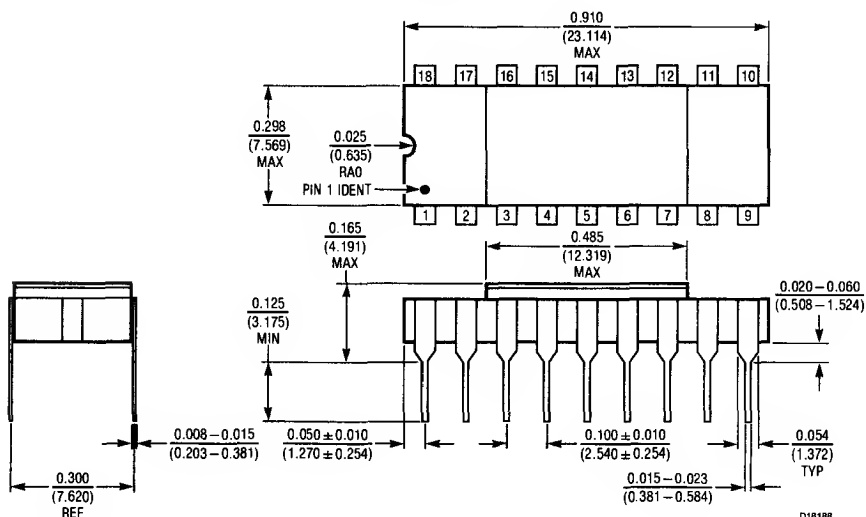 0.910
(23.114)
MAX
18 17 16 15 14 13 12 11 10
0.298
(7.569)
MAX
0.025
(0.635)
RAO
PIN 1 IDENT
1 2 3 4 5 6 7 8 9
0.165
(4.191)
MAX
0.485
(12.319)
MAX
0.020–0.060
(0.508–1.524)
0.125
(3.175)
MIN
0.008–0.015
(0.203–0.381)
0.050 ± 0.010
(1.270 ± 0.254)
0.100 ± 0.010
(2.540 ± 0.254)
0.054
(1.372)
TYP
0.300
(7.620)
REF
0.015–0.023
(0.381–0.584)
D18188